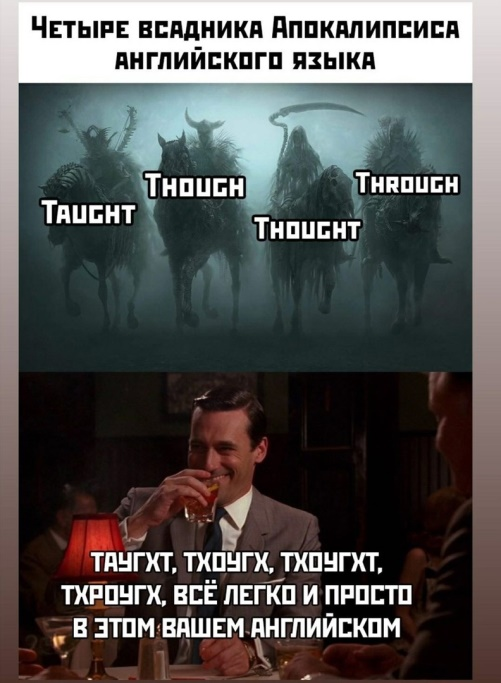 Четыре всадника Апокалипсиса
английского языка
Though
Through
Taught
Thought
ТАУГХТ, ТХОУГХ, ТХОУГХТ,
ТХРОУГХ, ВСЁ ЛЕГКО И ПРОСТО
В ЭТОМ ВАШЕМ АНГЛИЙСКОМ